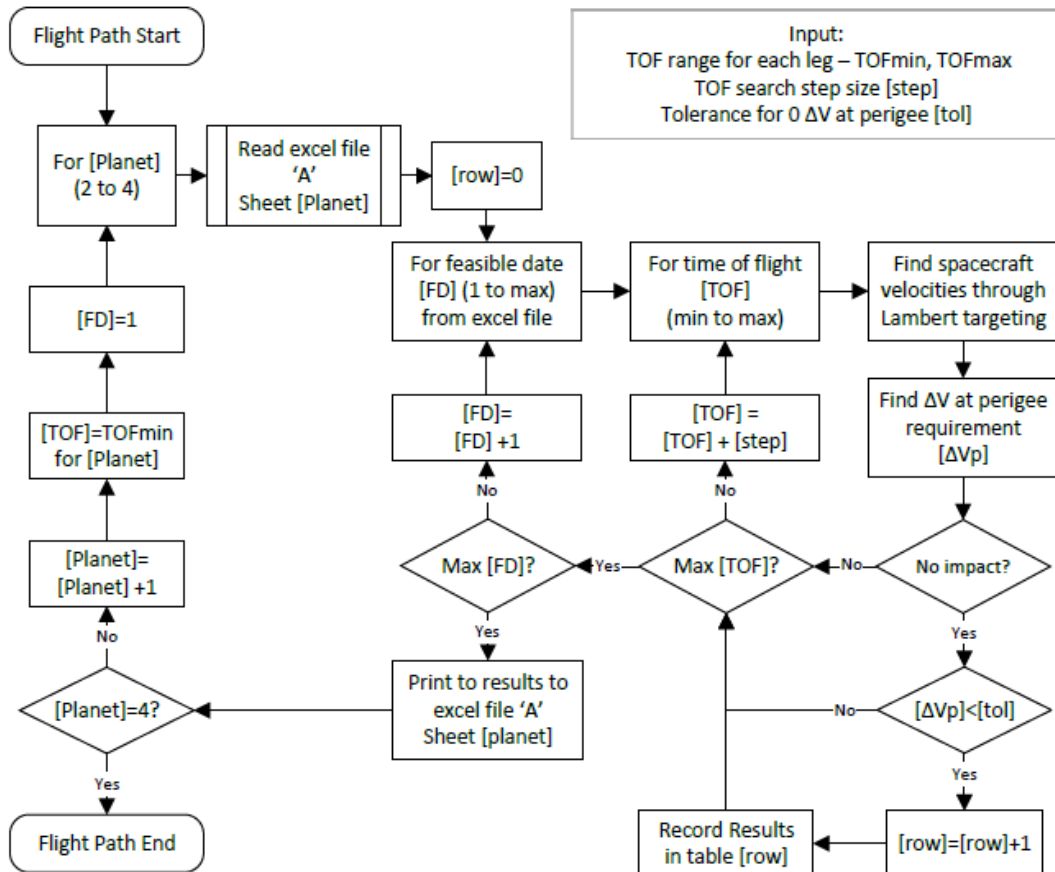 Flight Path Start
Input:
TOF range for each leg – TOFmin, TOFmax
TOF search step size [step]
Tolerance for 0 ΔV at perigee [tol]
For [Planet]
(2 to 4)
Read excel file
‘A’
Sheet [Planet]
[row]=0
For feasible date
[FD] (1 to max)
from excel file
For time of flight
[TOF]
(min to max)
Find spacecraft
velocities through
Lambert targeting
[FD]=1
[FD]=
[FD] +1
[TOF] =
[TOF] + [step]
Find ΔV at perigee
requirement
[ΔVp]
[TOF]=TOFmin
for [Planet]
No
No
[Planet]=
[Planet] +1
Max [FD]?
Yes
Max [TOF]?
No
No impact?
No
Yes
Yes
[Planet]=4?
Print to results to
excel file ‘A’
Sheet [planet]
No
[ΔVp]<[tol]
Yes
Yes
Flight Path End
Record Results
in table [row]
[row]=[row]+1